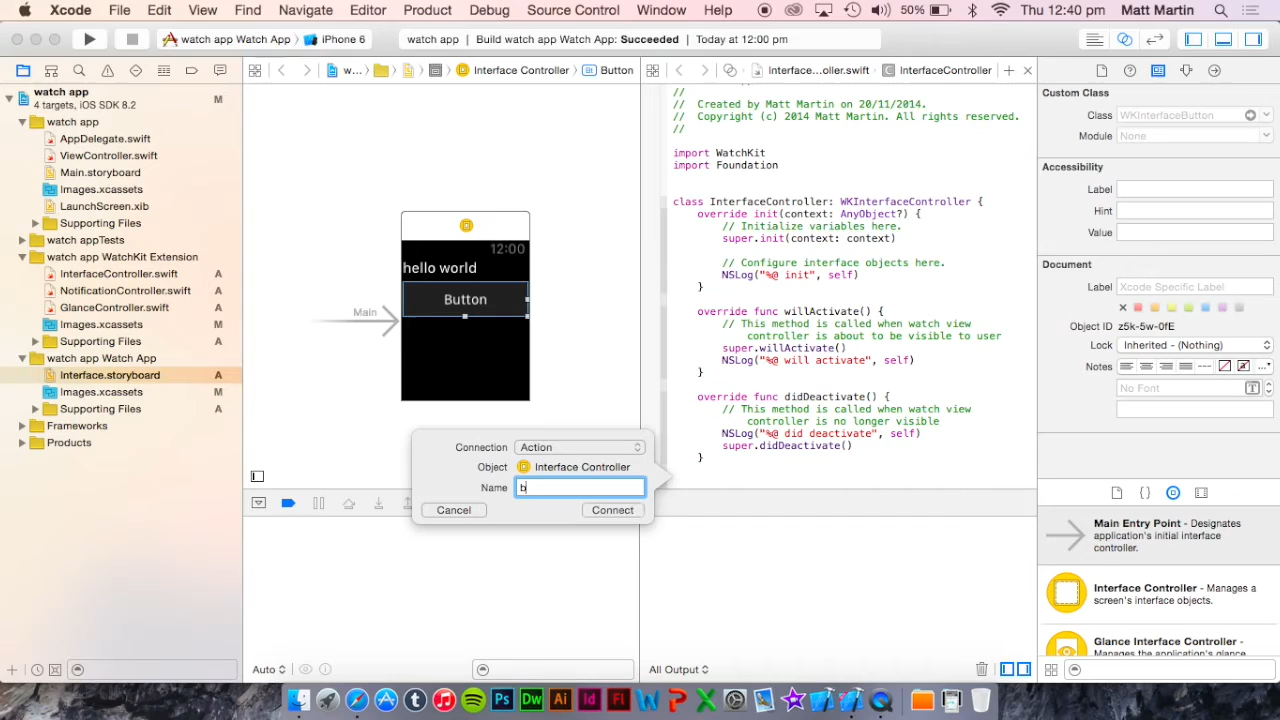 Xcode File Edit View Find Navigate Editor Product Debug Source Control Window Help 50% Thu 12:40 pm Matt Martin
watch app Watch App iPhone 6 watch app | Build watch app Watch App: Succeeded | Today at 12:00 pm
w... Interface Controller Button
Interface...oller.swift InterfaceController
watch app
4 targets, iOS SDK 8.2
M
watch app
AppDelegate.swift
ViewController.swift
Main.storyboard
Images.xcassets
LaunchScreen.xib
Supporting Files
watch appTests
watch app WatchKit Extension
InterfaceController.swift A
NotificationController.swift A
GlanceController.swift A
Images.xcassets M
Supporting Files A
watch app Watch App
Interface.storyboard A
Images.xcassets M
Supporting Files A
Frameworks
Products
12:00
hello world
Button
Main
Connection Action
Object Interface Controller
Name b
Cancel Connect
Auto
//
// Created by Matt Martin on 20/11/2014.
// Copyright (c) 2014 Matt Martin. All rights reserved.
//
import WatchKit
import Foundation
class InterfaceController: WKInterfaceController {
override init(context: AnyObject?) {
// Initialize variables here.
super.init(context: context)
// Configure interface objects here.
NSLog("%@ init", self)
}
override func willActivate() {
// This method is called when watch view
controller is about to be visible to user
super.willActivate()
NSLog("%@ will activate", self)
}
override func didDeactivate() {
// This method is called when watch view
controller is no longer visible
NSLog("%@ did deactivate", self)
super.didDeactivate()
}
All Output
Custom Class
Class WKInterfaceButton
Module None
Accessibility
Label
Hint
Value
Document
Label Xcode Specific Label
Object ID z5k-5w-0fE
Lock Inherited - (Nothing)
Notes
No Font
Main Entry Point - Designates
application's initial interface
controller.
Interface Controller - Manages a
screen's interface objects.
Glance Interface Controller -
Manages the application's glance
Ps Dw Ai Id Fl W P X